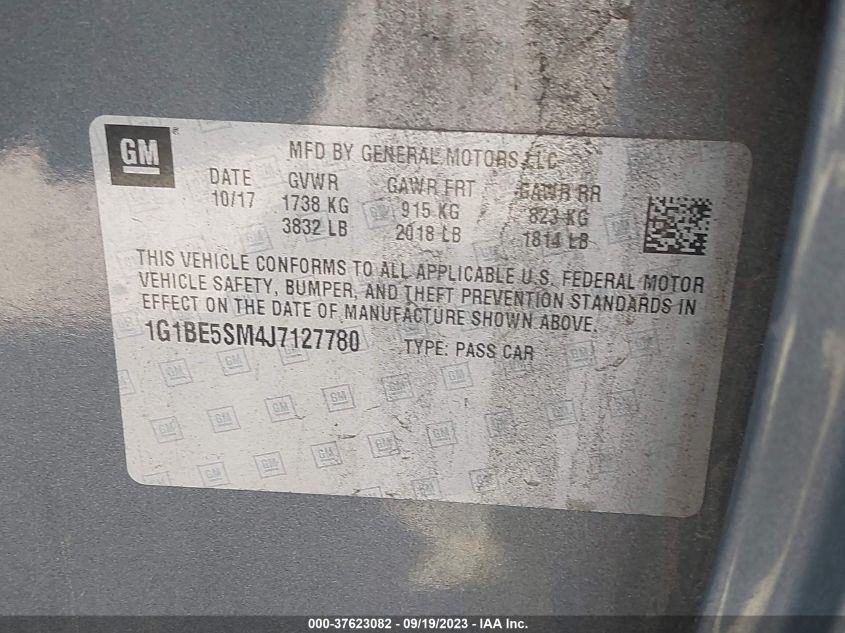 GM
MFD BY GENERAL MOTORS LLC
DATE GVWR GAWR FRT GAWR RR
10/17 1738 KG 915 KG 823 KG
3832 LB 2018 LB 1814 LB
THIS VEHICLE CONFORMS TO ALL APPLICABLE U.S. FEDERAL MOTOR
VEHICLE SAFETY, BUMPER, AND THEFT PREVENTION STANDARDS IN
EFFECT ON THE DATE OF MANUFACTURE SHOWN ABOVE.
1G1BE5SM4J7127780 TYPE: PASS CAR
000-37623082 - 09/19/2023 - IAA Inc.